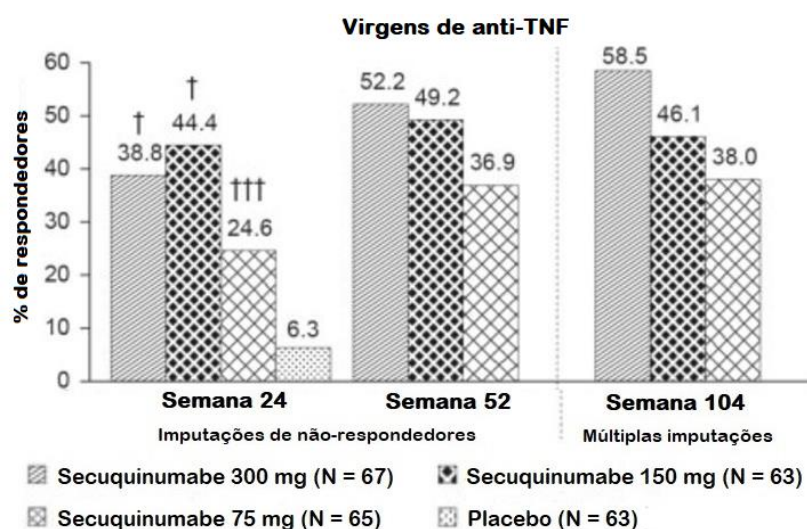 Virgens de anti-TNF
% de respondedores
60
50
40
30
20
10
0
†
38.8
†
44.4
†††
24.6
6.3
52.2
49.2
36.9
58.5
46.1
38.0
Semana 24
Semana 52
Semana 104
Imputações de não-respondedores
Múltiplas imputações
Secuquinumabe 300 mg (N = 67)
Secuquinumabe 150 mg (N = 63)
Secuquinumabe 75 mg (N = 65)
Placebo (N = 63)